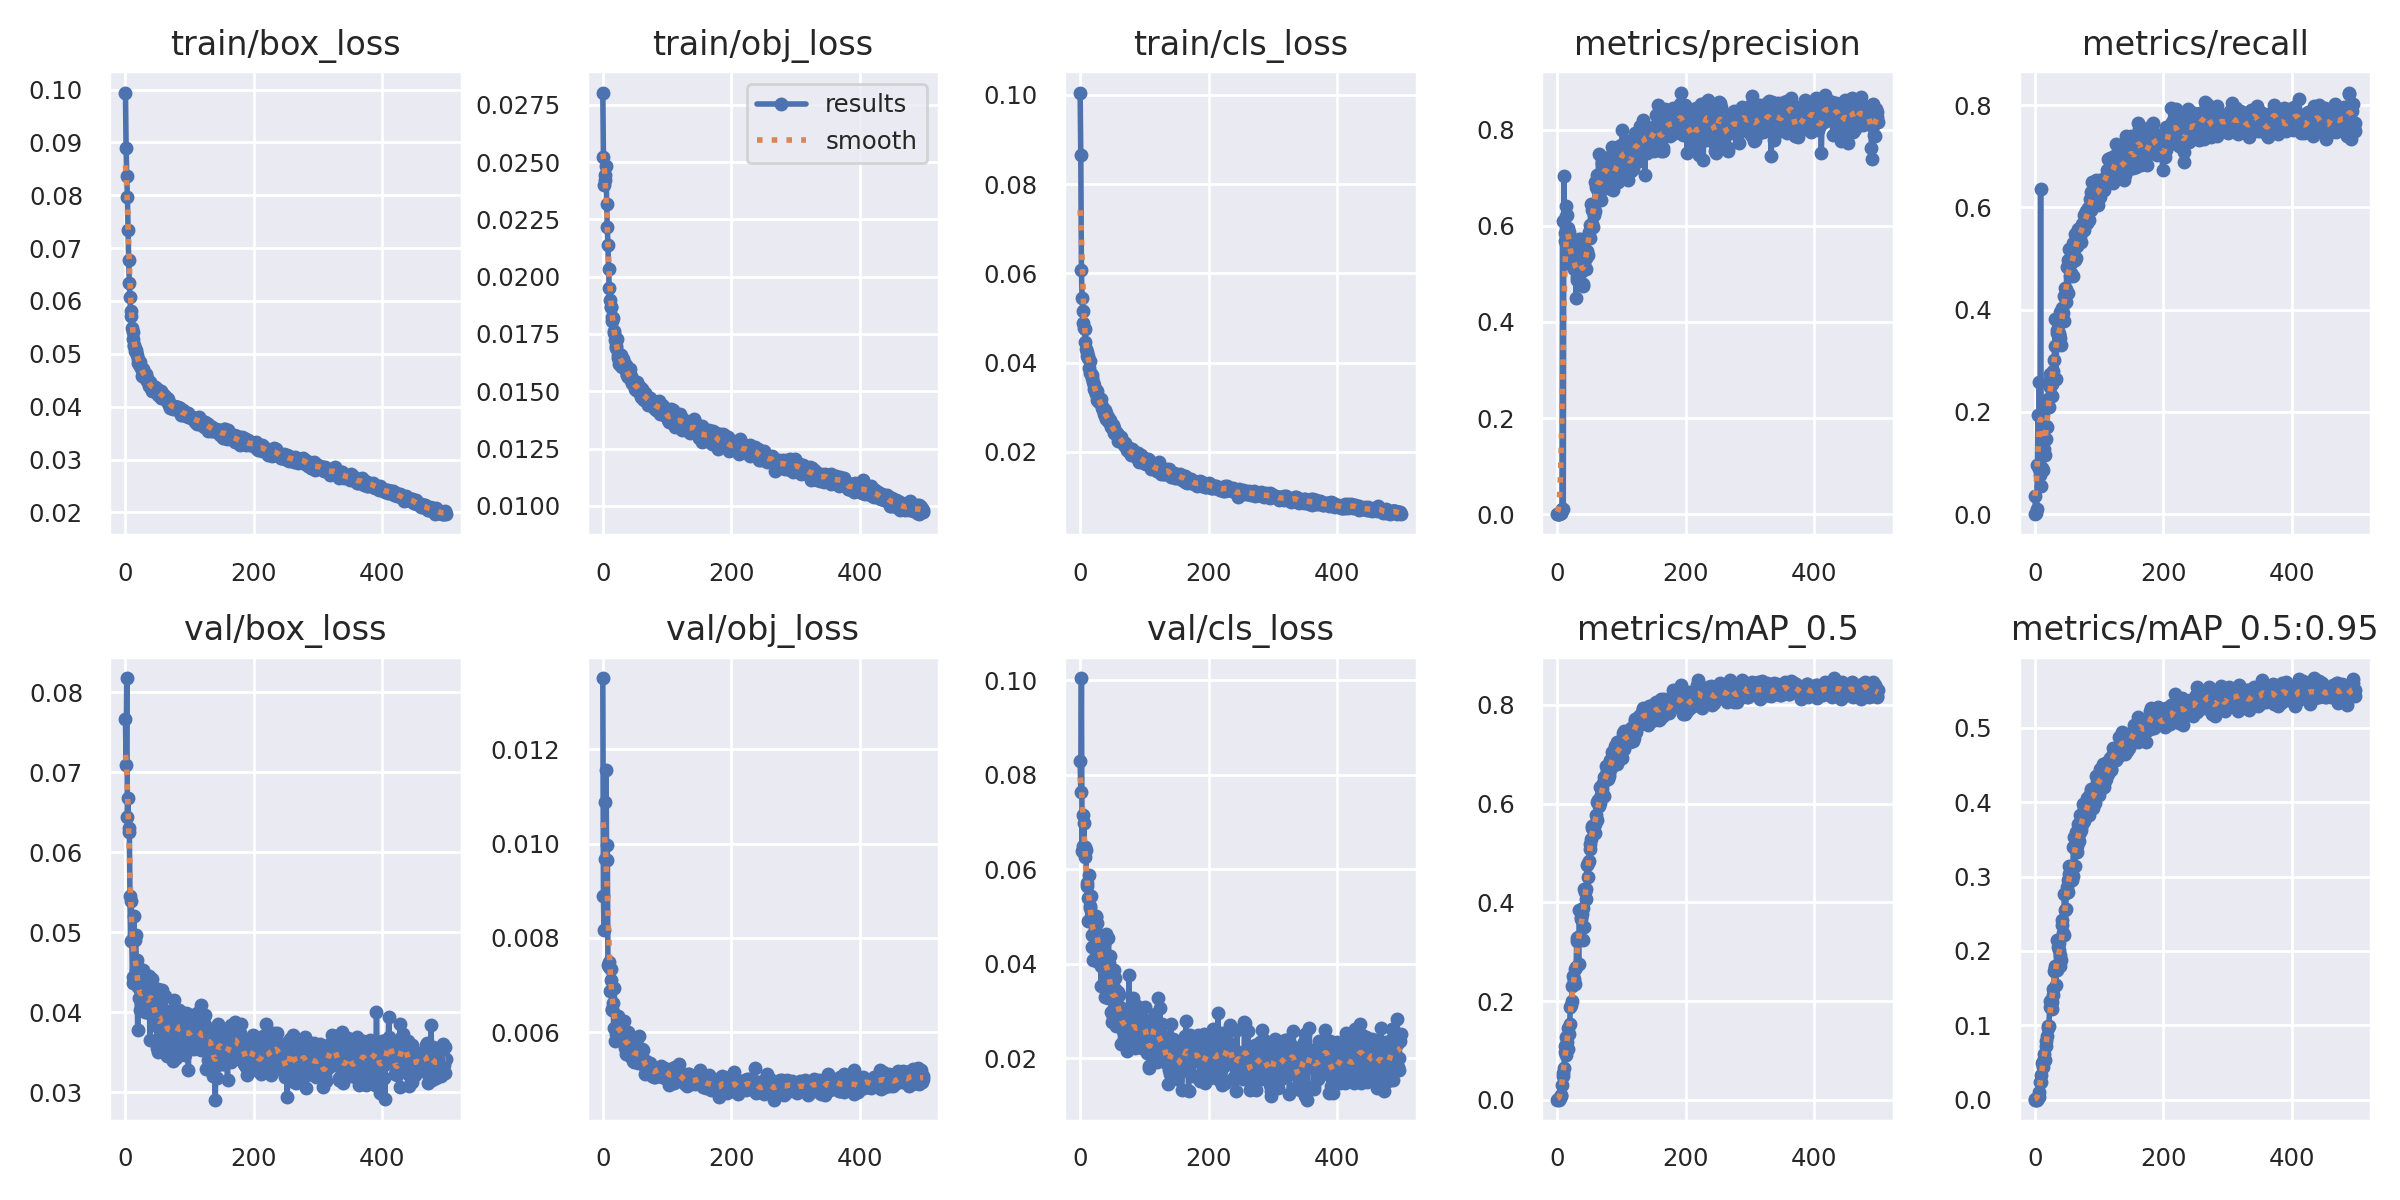 train/box_loss
0.10
0.09
0.08
0.07
0.06
0.05
0.04
0.03
0.02
0 200 400
train/obj_loss
results
smooth
0.0275
0.0250
0.0225
0.0200
0.0175
0.0150
0.0125
0.0100
0 200 400
train/cls_loss
0.10
0.08
0.06
0.04
0.02
0 200 400
metrics/precision
0.8
0.6
0.4
0.2
0.0
0 200 400
metrics/recall
0.8
0.6
0.4
0.2
0.0
0 200 400
val/box_loss
0.08
0.07
0.06
0.05
0.04
0.03
0 200 400
val/obj_loss
0.012
0.010
0.008
0.006
0 200 400
val/cls_loss
0.10
0.08
0.06
0.04
0.02
0 200 400
metrics/mAP_0.5
0.8
0.6
0.4
0.2
0.0
0 200 400
metrics/mAP_0.5:0.95
0.5
0.4
0.3
0.2
0.1
0.0
0 200 400